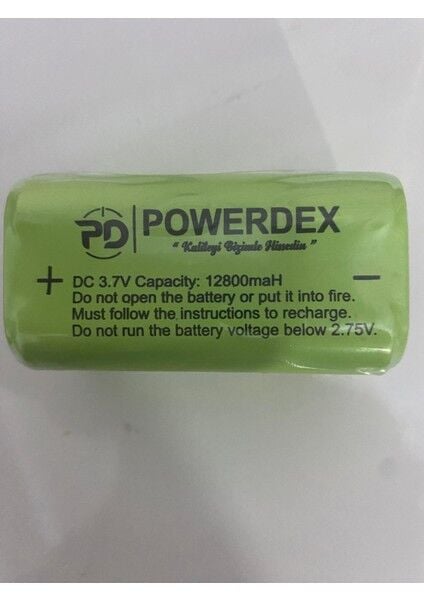 PD | POWERDEX
“ Kaliteyi Bizimle Hissedin ”
+ DC 3.7V Capacity: 12800maH −
Do not open the battery or put it into fire.
Must follow the instructions to recharge.
Do not run the battery voltage below 2.75V.